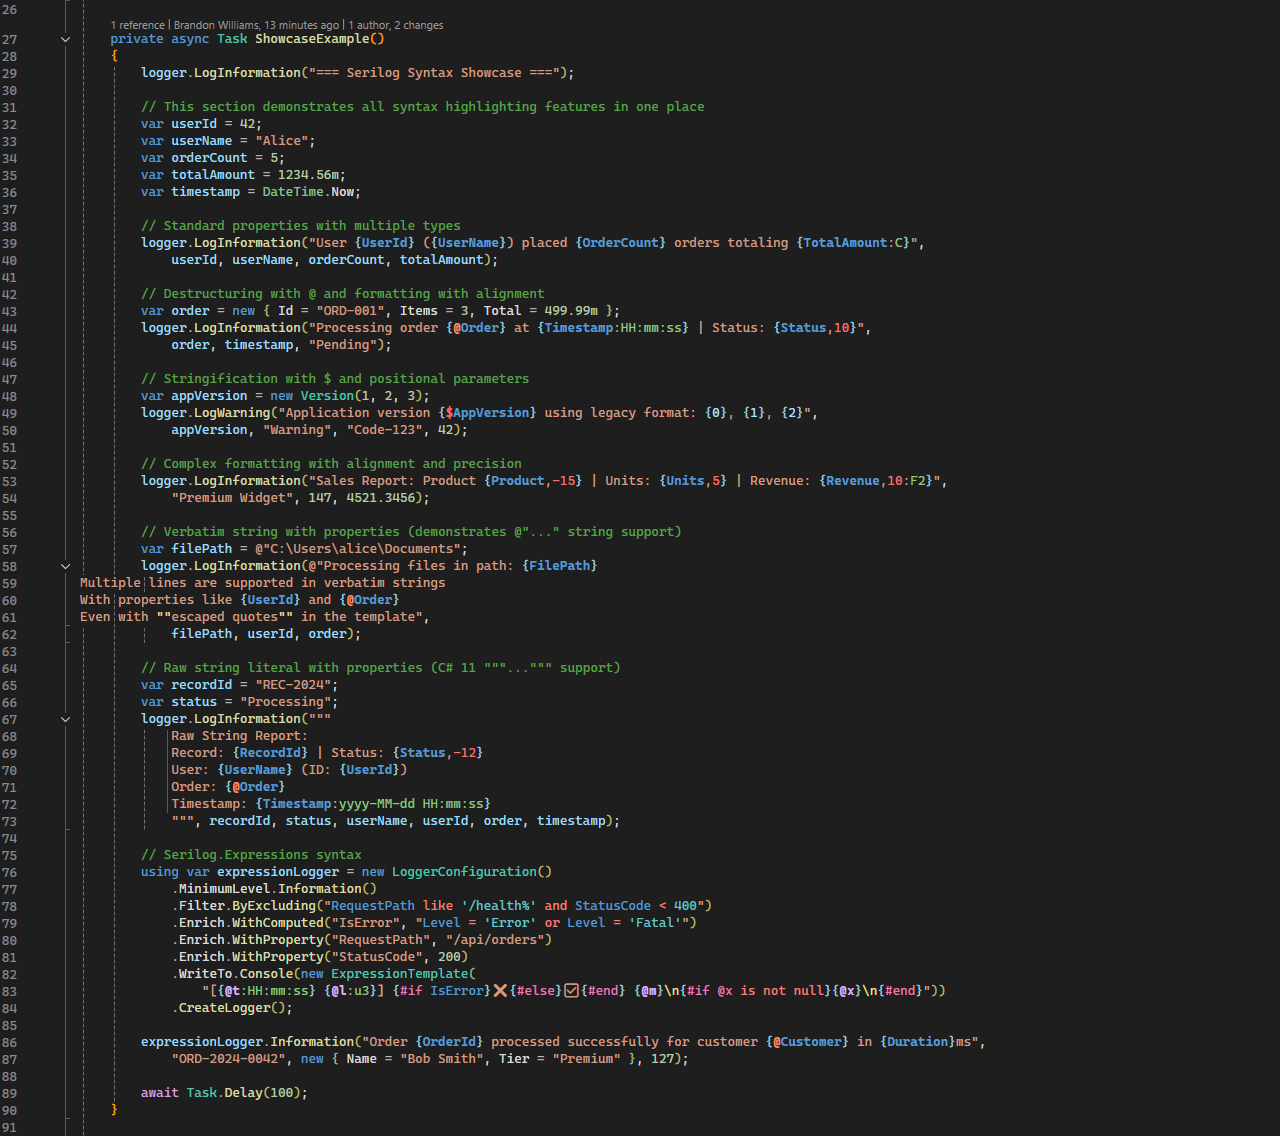 26
1 reference | Brandon Williams, 13 minutes ago | 1 author, 2 changes
27 private async Task ShowcaseExample()
28 {
29 logger.LogInformation("=== Serilog Syntax Showcase ===");
30
31 // This section demonstrates all syntax highlighting features in one place
32 var userId = 42;
33 var userName = "Alice";
34 var orderCount = 5;
35 var totalAmount = 1234.56m;
36 var timestamp = DateTime.Now;
37
38 // Standard properties with multiple types
39 logger.LogInformation("User {UserId} ({UserName}) placed {OrderCount} orders totaling {TotalAmount:C}",
40 userId, userName, orderCount, totalAmount);
41
42 // Destructuring with @ and formatting with alignment
43 var order = new { Id = "ORD-001", Items = 3, Total = 499.99m };
44 logger.LogInformation("Processing order {@Order} at {Timestamp:HH:mm:ss} | Status: {Status,10}",
45 order, timestamp, "Pending");
46
47 // Stringification with $ and positional parameters
48 var appVersion = new Version(1, 2, 3);
49 logger.LogWarning("Application version {$AppVersion} using legacy format: {0}, {1}, {2}",
50 appVersion, "Warning", "Code-123", 42);
51
52 // Complex formatting with alignment and precision
53 logger.LogInformation("Sales Report: Product {Product,-15} | Units: {Units,5} | Revenue: {Revenue,10:F2}",
54 "Premium Widget", 147, 4521.3456);
55
56 // Verbatim string with properties (demonstrates @"..." string support)
57 var filePath = @"C:\Users\alice\Documents";
58 logger.LogInformation(@"Processing files in path: {FilePath}
59 Multiple lines are supported in verbatim strings
60 With properties like {UserId} and {@Order}
61 Even with ""escaped quotes"" in the template",
62 filePath, userId, order);
63
64 // Raw string literal with properties (C# 11 """...""" support)
65 var recordId = "REC-2024";
66 var status = "Processing";
67 logger.LogInformation("""
68 Raw String Report:
69 Record: {RecordId} | Status: {Status,-12}
70 User: {UserName} (ID: {UserId})
71 Order: {@Order}
72 Timestamp: {Timestamp:yyyy-MM-dd HH:mm:ss}
73 """, recordId, status, userName, userId, order, timestamp);
74
75 // Serilog.Expressions syntax
76 using var expressionLogger = new LoggerConfiguration()
77 .MinimumLevel.Information()
78 .Filter.ByExcluding("RequestPath like '/health%' and StatusCode < 400")
79 .Enrich.WithComputed("IsError", "Level = 'Error' or Level = 'Fatal'")
80 .Enrich.WithProperty("RequestPath", "/api/orders")
81 .Enrich.WithProperty("StatusCode", 200)
82 .WriteTo.Console(new ExpressionTemplate(
83 "[{@t:HH:mm:ss} {@l:u3}] {#if IsError}❌{#else}☑{#end} {@m}\n{#if @x is not null}{@x}\n{#end}"))
84 .CreateLogger();
85
86 expressionLogger.Information("Order {OrderId} processed successfully for customer {@Customer} in {Duration}ms",
87 "ORD-2024-0042", new { Name = "Bob Smith", Tier = "Premium" }, 127);
88
89 await Task.Delay(100);
90 }
91